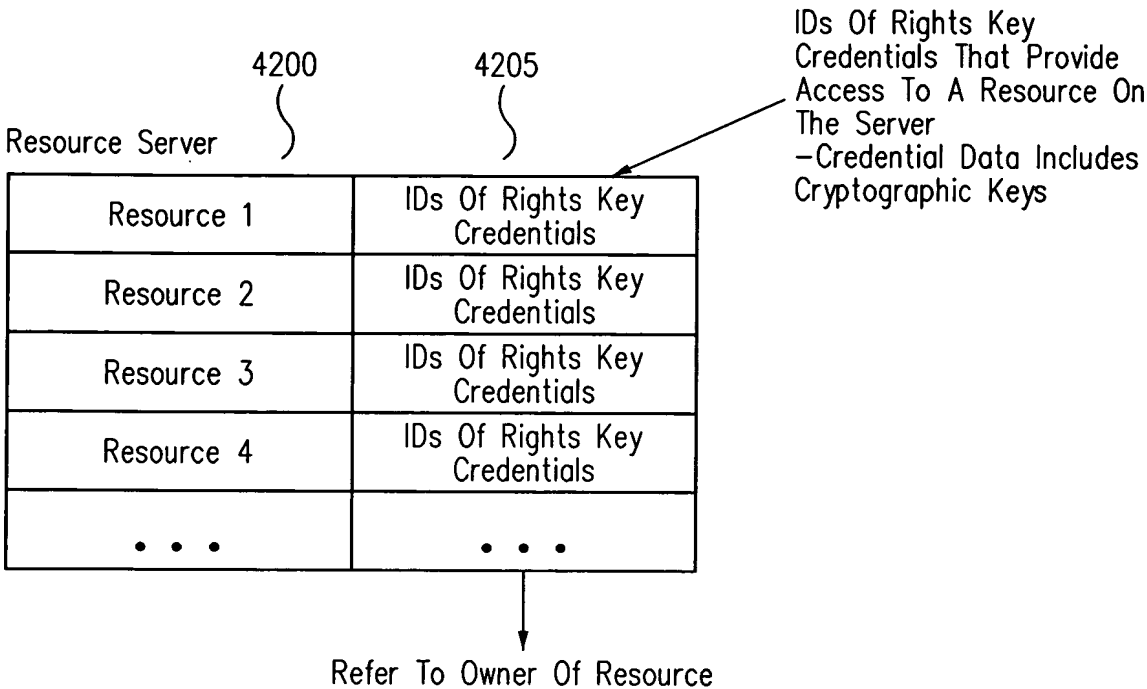 4200
4205
IDs Of Rights Key
Credentials That Provide
Access To A Resource On
The Server
-Credential Data Includes
Cryptographic Keys
Resource Server
Resource 1
IDs Of Rights Key
Credentials
Resource 2
IDs Of Rights Key
Credentials
Resource 3
IDs Of Rights Key
Credentials
Resource 4
IDs Of Rights Key
Credentials
• • •
• • •
Refer To Owner Of Resource